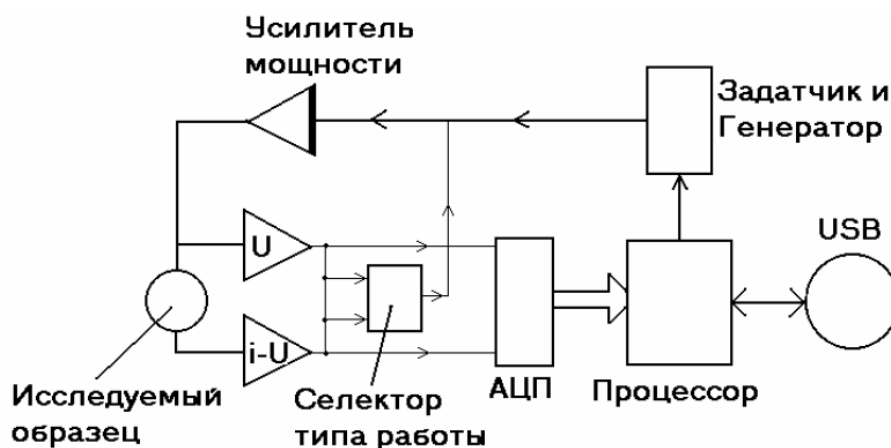 Усилитель
мощности
Задатчик и
Генератор
USB
U
i-U
Исследуемый
образец
Селектор
типа работы
АЦП
Процессор